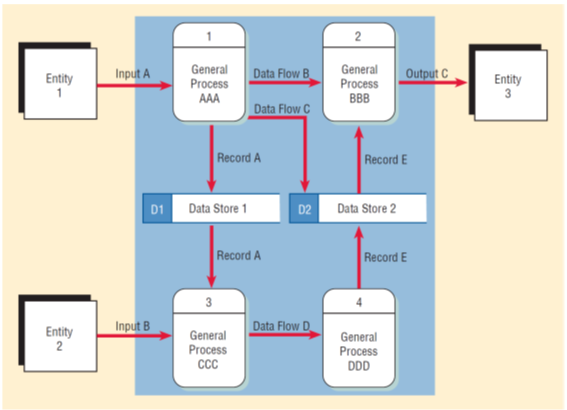 1
2
Entity
1
Input A
General
Process
AAA
Data Flow B
General
Process
BBB
Output C
Entity
3
Data Flow C
Record A
Record E
D1
Data Store 1
D2
Data Store 2
Record A
Record E
3
4
Entity
2
Input B
General
Process
CCC
Data Flow D
General
Process
DDD